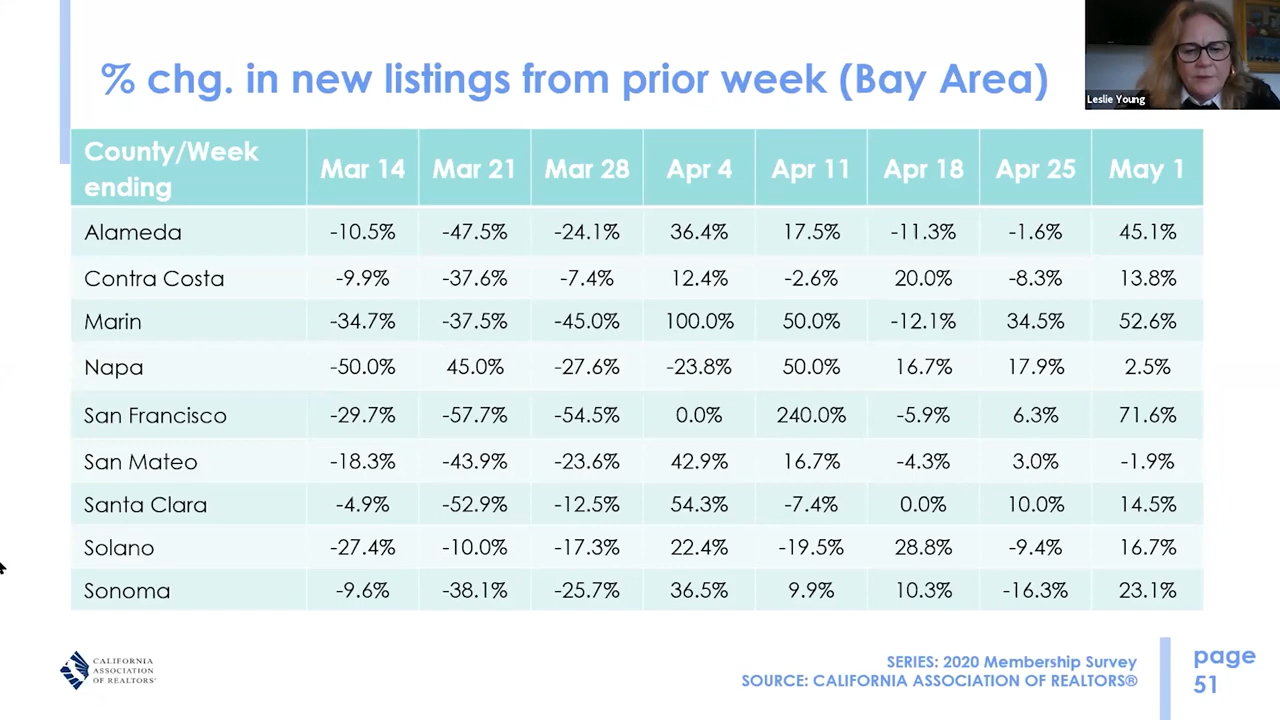 % chg. in new listings from prior week (Bay Area)
Leslie Young
County/Week
ending
Mar 14 Mar 21 Mar 28 Apr 4 Apr 11 Apr 18 Apr 25 May 1
Alameda -10.5% -47.5% -24.1% 36.4% 17.5% -11.3% -1.6% 45.1%
Contra Costa -9.9% -37.6% -7.4% 12.4% -2.6% 20.0% -8.3% 13.8%
Marin -34.7% -37.5% -45.0% 100.0% 50.0% -12.1% 34.5% 52.6%
Napa -50.0% 45.0% -27.6% -23.8% 50.0% 16.7% 17.9% 2.5%
San Francisco -29.7% -57.7% -54.5% 0.0% 240.0% -5.9% 6.3% 71.6%
San Mateo -18.3% -43.9% -23.6% 42.9% 16.7% -4.3% 3.0% -1.9%
Santa Clara -4.9% -52.9% -12.5% 54.3% -7.4% 0.0% 10.0% 14.5%
Solano -27.4% -10.0% -17.3% 22.4% -19.5% 28.8% -9.4% 16.7%
Sonoma -9.6% -38.1% -25.7% 36.5% 9.9% 10.3% -16.3% 23.1%
CALIFORNIA
ASSOCIATION
OF REALTORS®
SERIES: 2020 Membership Survey
SOURCE: CALIFORNIA ASSOCIATION OF REALTORS®
page
51